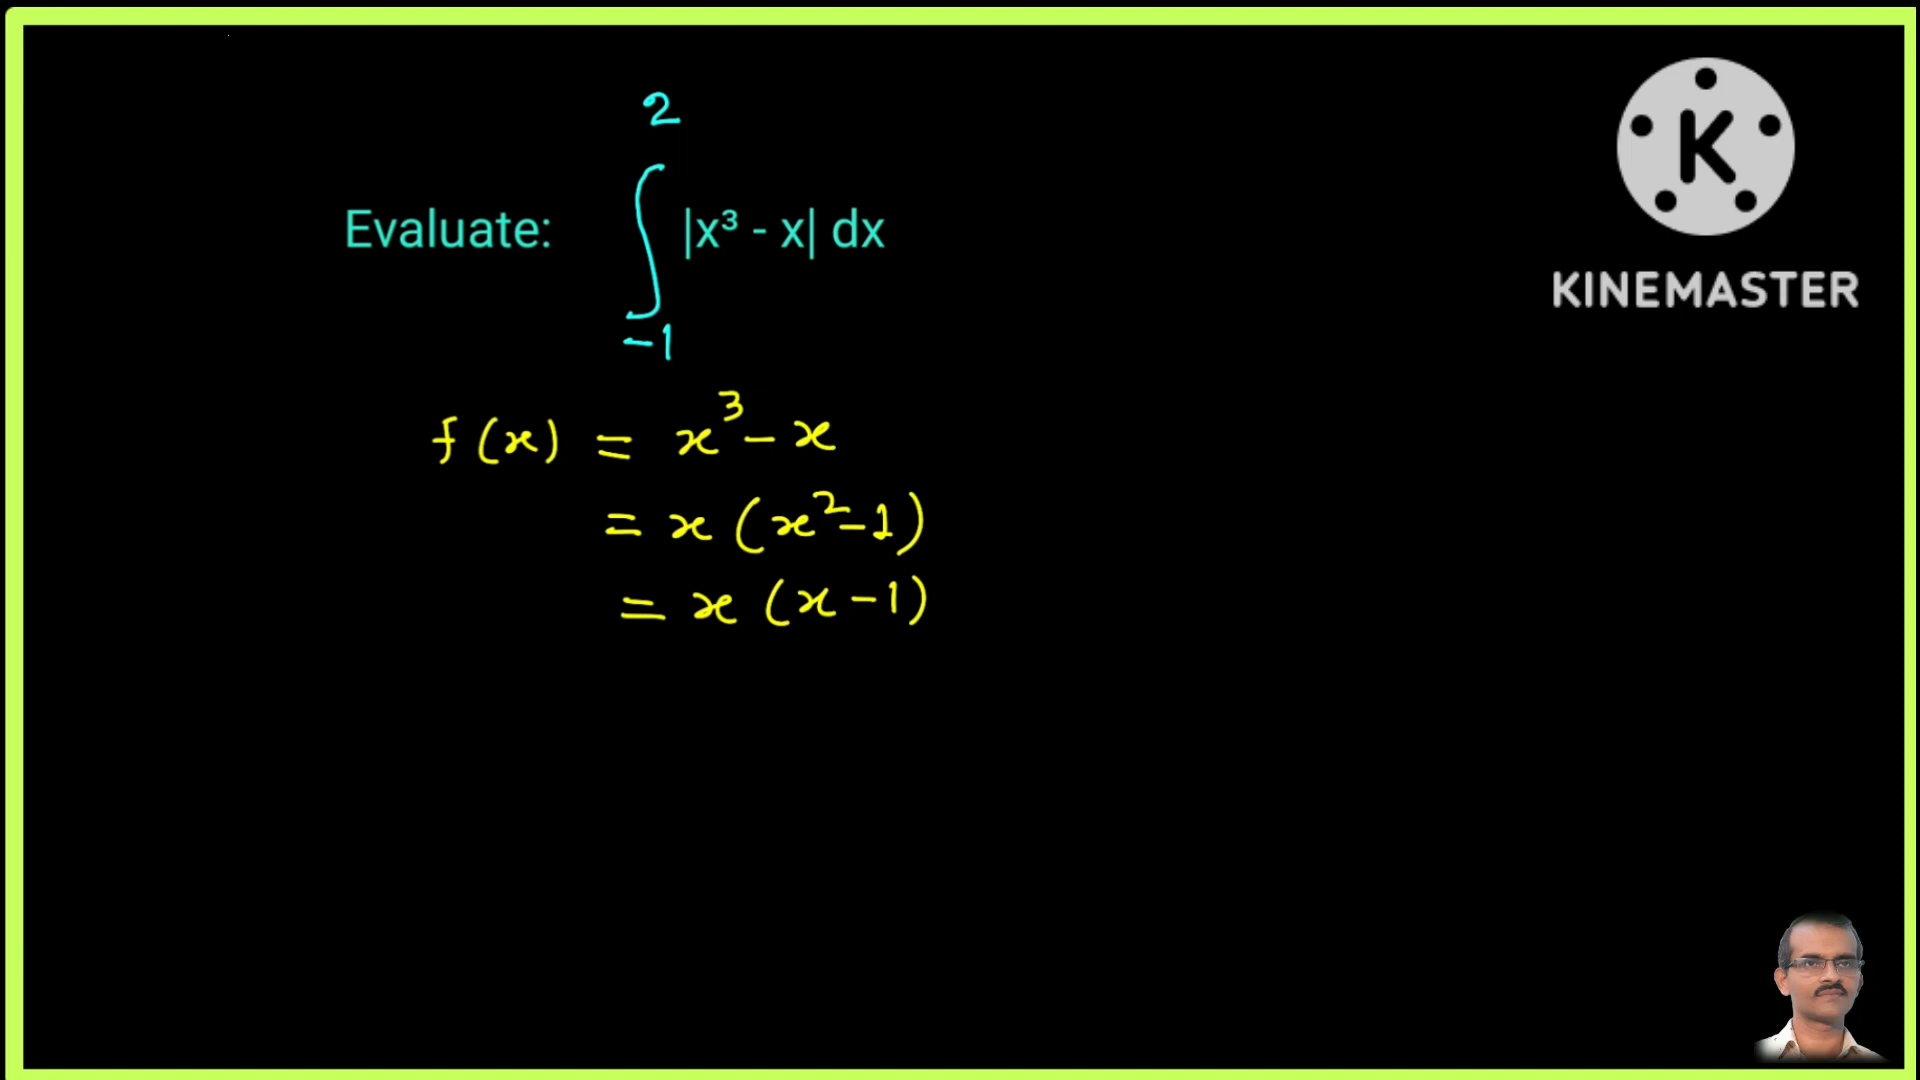 2
Evaluate: ∫ |x³ - x| dx
-1
f(x) = x³ - x
= x (x² - 1)
= x (x - 1)
K
KINEMASTER